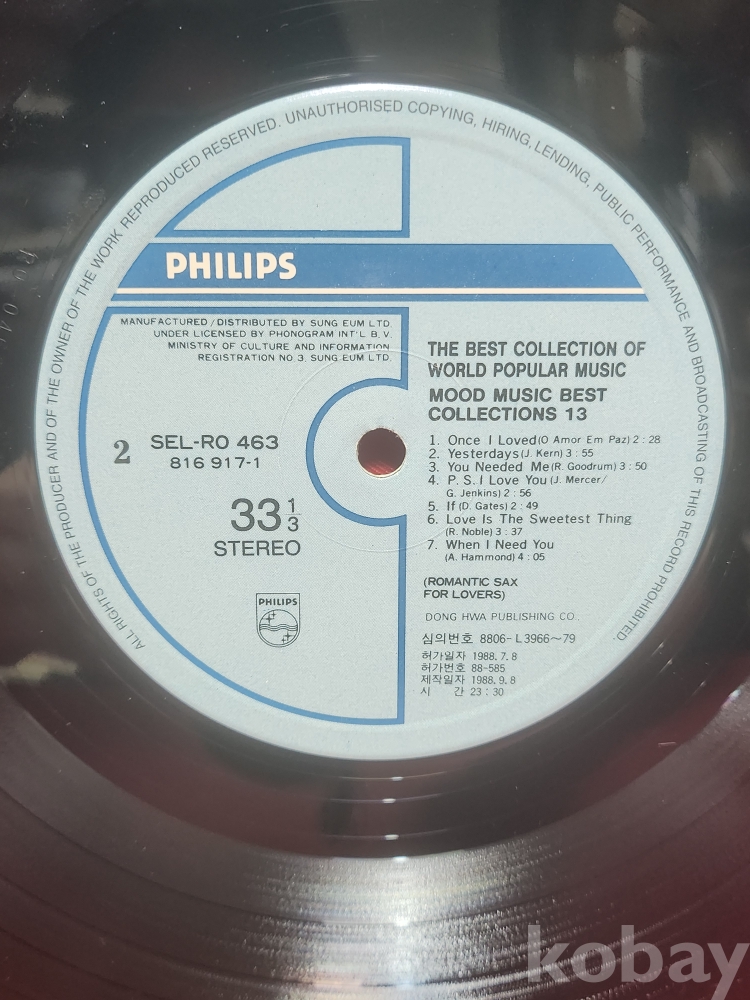 ALL RIGHTS OF THE PRODUCER AND OF THE OWNER OF THE WORK REPRODUCED RESERVED. UNAUTHORISED COPYING, HIRING, LENDING, PUBLIC PERFORMANCE AND BROADCASTING OF THIS RECORD PROHIBITED.
PHILIPS
MANUFACTURED/DISTRIBUTED BY SUNG EUM LTD.
UNDER LICENSED BY PHONOGRAM INT'L B.V.
MINISTRY OF CULTURE AND INFORMATION
REGISTRATION NO 3. SUNG EUM LTD.
2
SEL-RO 463
816 917-1
33 1/3
STEREO
PHILIPS
THE BEST COLLECTION OF
WORLD POPULAR MUSIC
MOOD MUSIC BEST
COLLECTIONS 13
1. Once I Loved(O Amor Em Paz) 2 : 28
2. Yesterdays(J. Kern) 3 : 55
3. You Needed Me(R. Goodrum) 3 : 50
4. P. S. I Love You(J. Mercer/
G. Jenkins) 2 : 56
5. If(D. Gates) 2 : 49
6. Love Is The Sweetest Thing
(R. Noble) 3 : 37
7. When I Need You
(A. Hammond) 4 : 05
(ROMANTIC SAX
FOR LOVERS)
DONG HWA PUBLISHING CO.,
심의번호 8806-L3966~79
허가일자 1988.7.8
허가번호 88-585
제작일자 1988.9.8
시 간 23 : 30
kobay